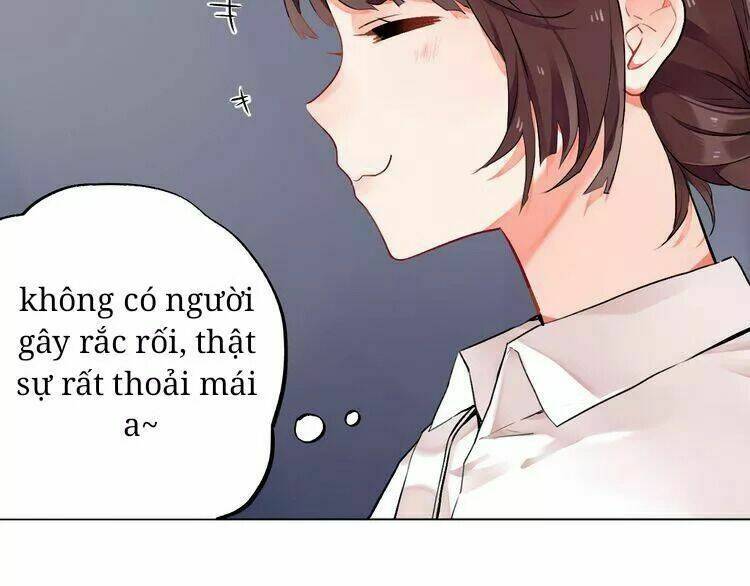 không có người
gây rắc rối, thật
sự rất thoải mái
a~